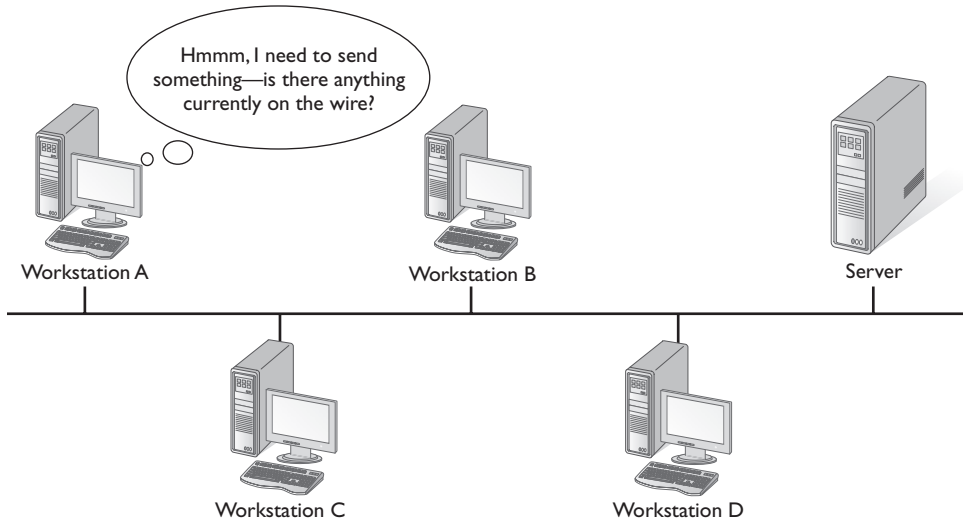 Hmmm, I need to send
something—is there anything
currently on the wire?
Workstation A
Workstation B
Server
Workstation C
Workstation D